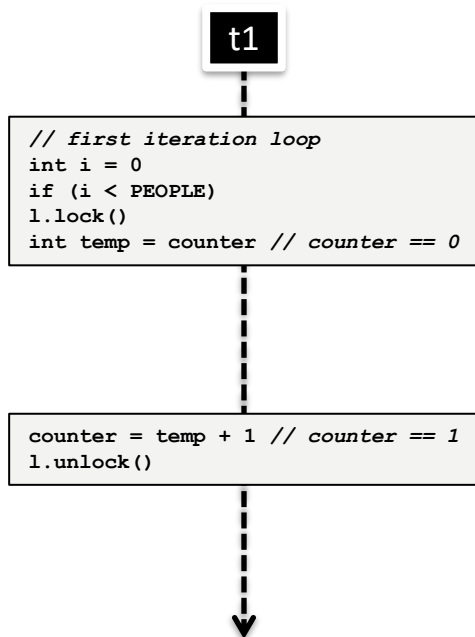 t1
// first iteration loop
int i = 0
if (i < PEOPLE)
l.lock()
int temp = counter // counter == 0
counter = temp + 1 // counter == 1
l.unlock()